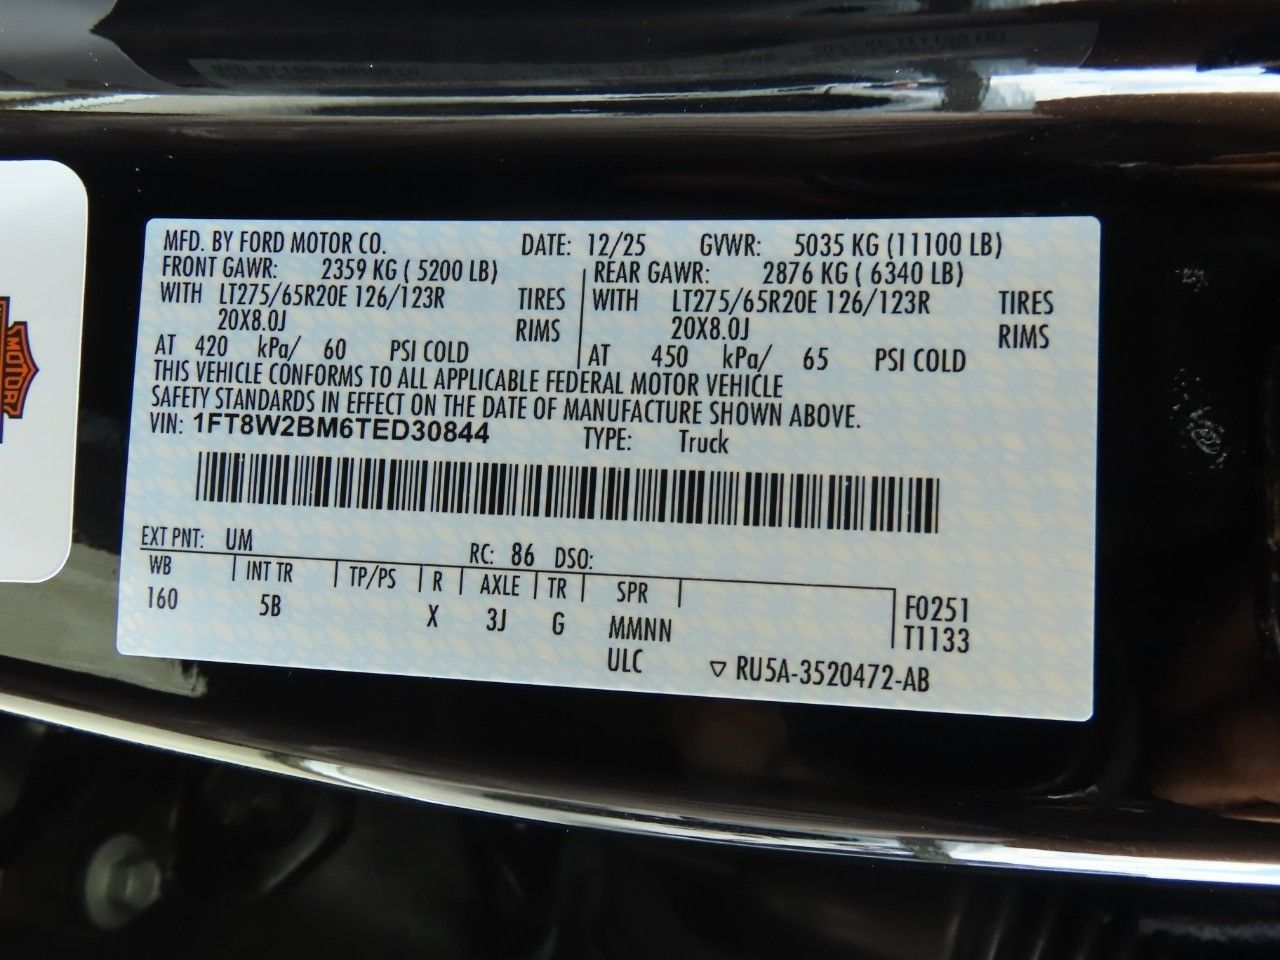 MFD. BY FORD MOTOR CO. DATE: 12/25 GVWR: 5035 KG (11100 LB)
FRONT GAWR: 2359 KG ( 5200 LB) REAR GAWR: 2876 KG ( 6340 LB)
WITH LT275/65R20E 126/123R TIRES WITH LT275/65R20E 126/123R TIRES
20X8.0J RIMS 20X8.0J RIMS
AT 420 kPa/ 60 PSI COLD AT 450 kPa/ 65 PSI COLD
THIS VEHICLE CONFORMS TO ALL APPLICABLE FEDERAL MOTOR VEHICLE
SAFETY STANDARDS IN EFFECT ON THE DATE OF MANUFACTURE SHOWN ABOVE.
VIN: 1FT8W2BM6TED30844 TYPE: Truck
EXT PNT: UM RC: 86 DSO:
WB INT TR TP/PS R AXLE TR SPR
160 5B X 3J G MMNN
ULC
F0251
T1133
▽ RU5A-3520472-AB
MOTOR